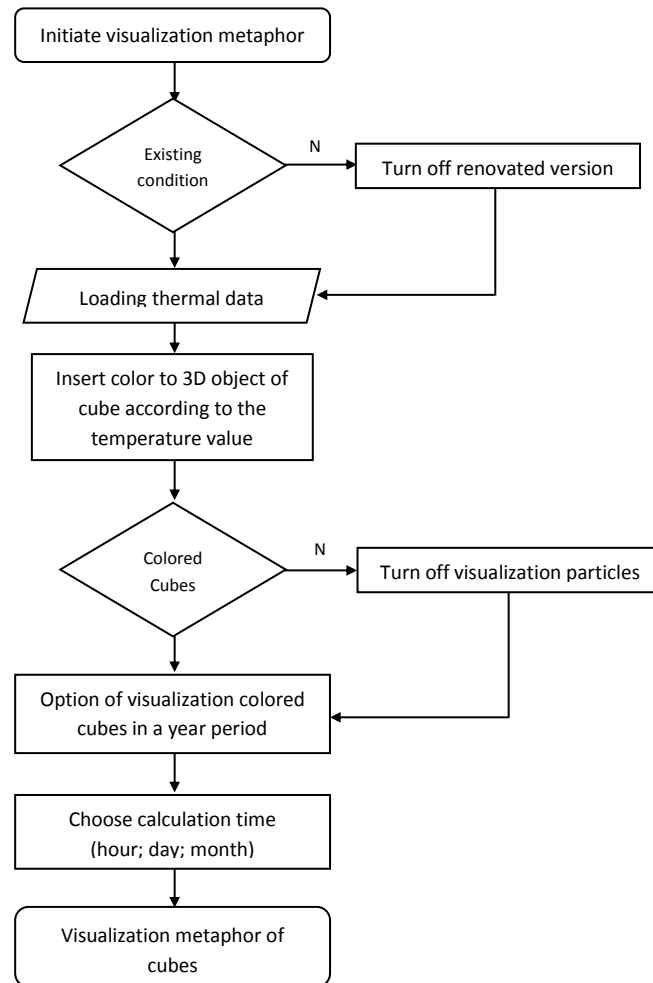 Initiate visualization metaphor
Existing
condition
N
Turn off renovated version
Loading thermal data
Insert color to 3D object of
cube according to the
temperature value
Colored
Cubes
N
Turn off visualization particles
Option of visualization colored
cubes in a year period
Choose calculation time
(hour; day; month)
Visualization metaphor of
cubes